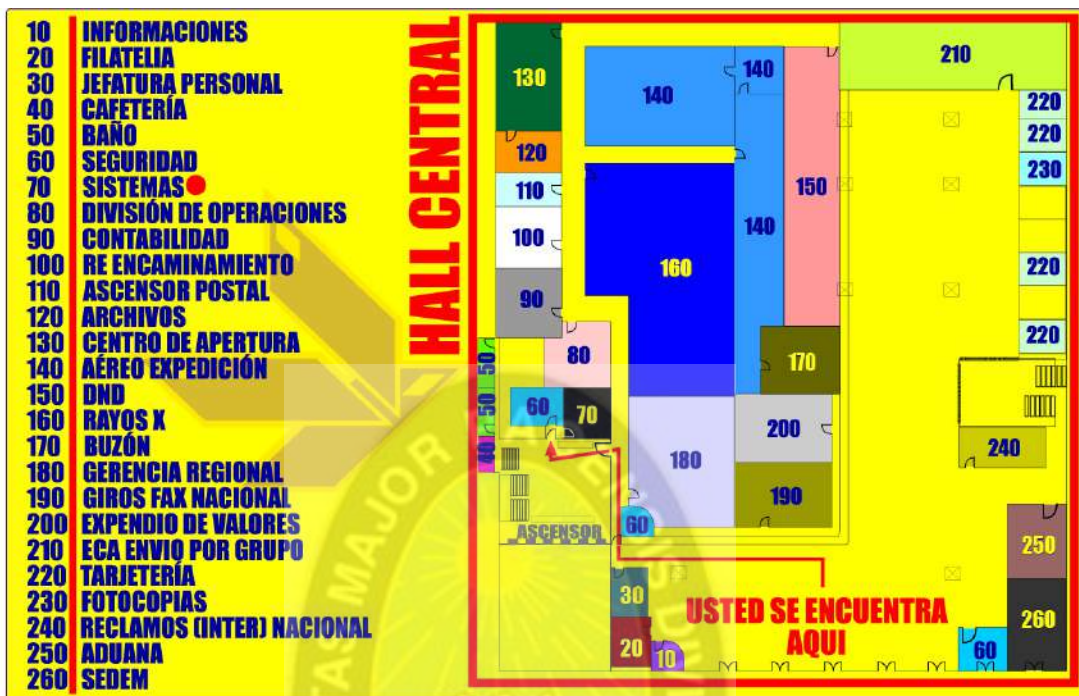 10 INFORMACIONES
20 FILATELIA
30 JEFATURA PERSONAL
40 CAFETERÍA
50 BAÑO
60 SEGURIDAD
70 SISTEMAS
80 DIVISIÓN DE OPERACIONES
90 CONTABILIDAD
100 RE ENCAMINAMIENTO
110 ASCENSOR POSTAL
120 ARCHIVOS
130 CENTRO DE APERTURA
140 AÉREO EXPEDICIÓN
150 DND
160 RAYOS X
170 BUZÓN
180 GERENCIA REGIONAL
190 GIROS FAX NACIONAL
200 EXPENDIO DE VALORES
210 ECA ENVIO POR GRUPO
220 TARJETERÍA
230 FOTOCOPIAS
240 RECLAMOS (INTER) NACIONAL
250 ADUANA
260 SEDEM
HALL CENTRAL
130
140
140
210
220
220
120
230
110
150
100
140
160
220
90
220
50
80
170
50
60
70
200
240
40
180
190
60
ASCENSOR
250
30
USTED SE ENCUENTRA
AQUI
260
20
10
60